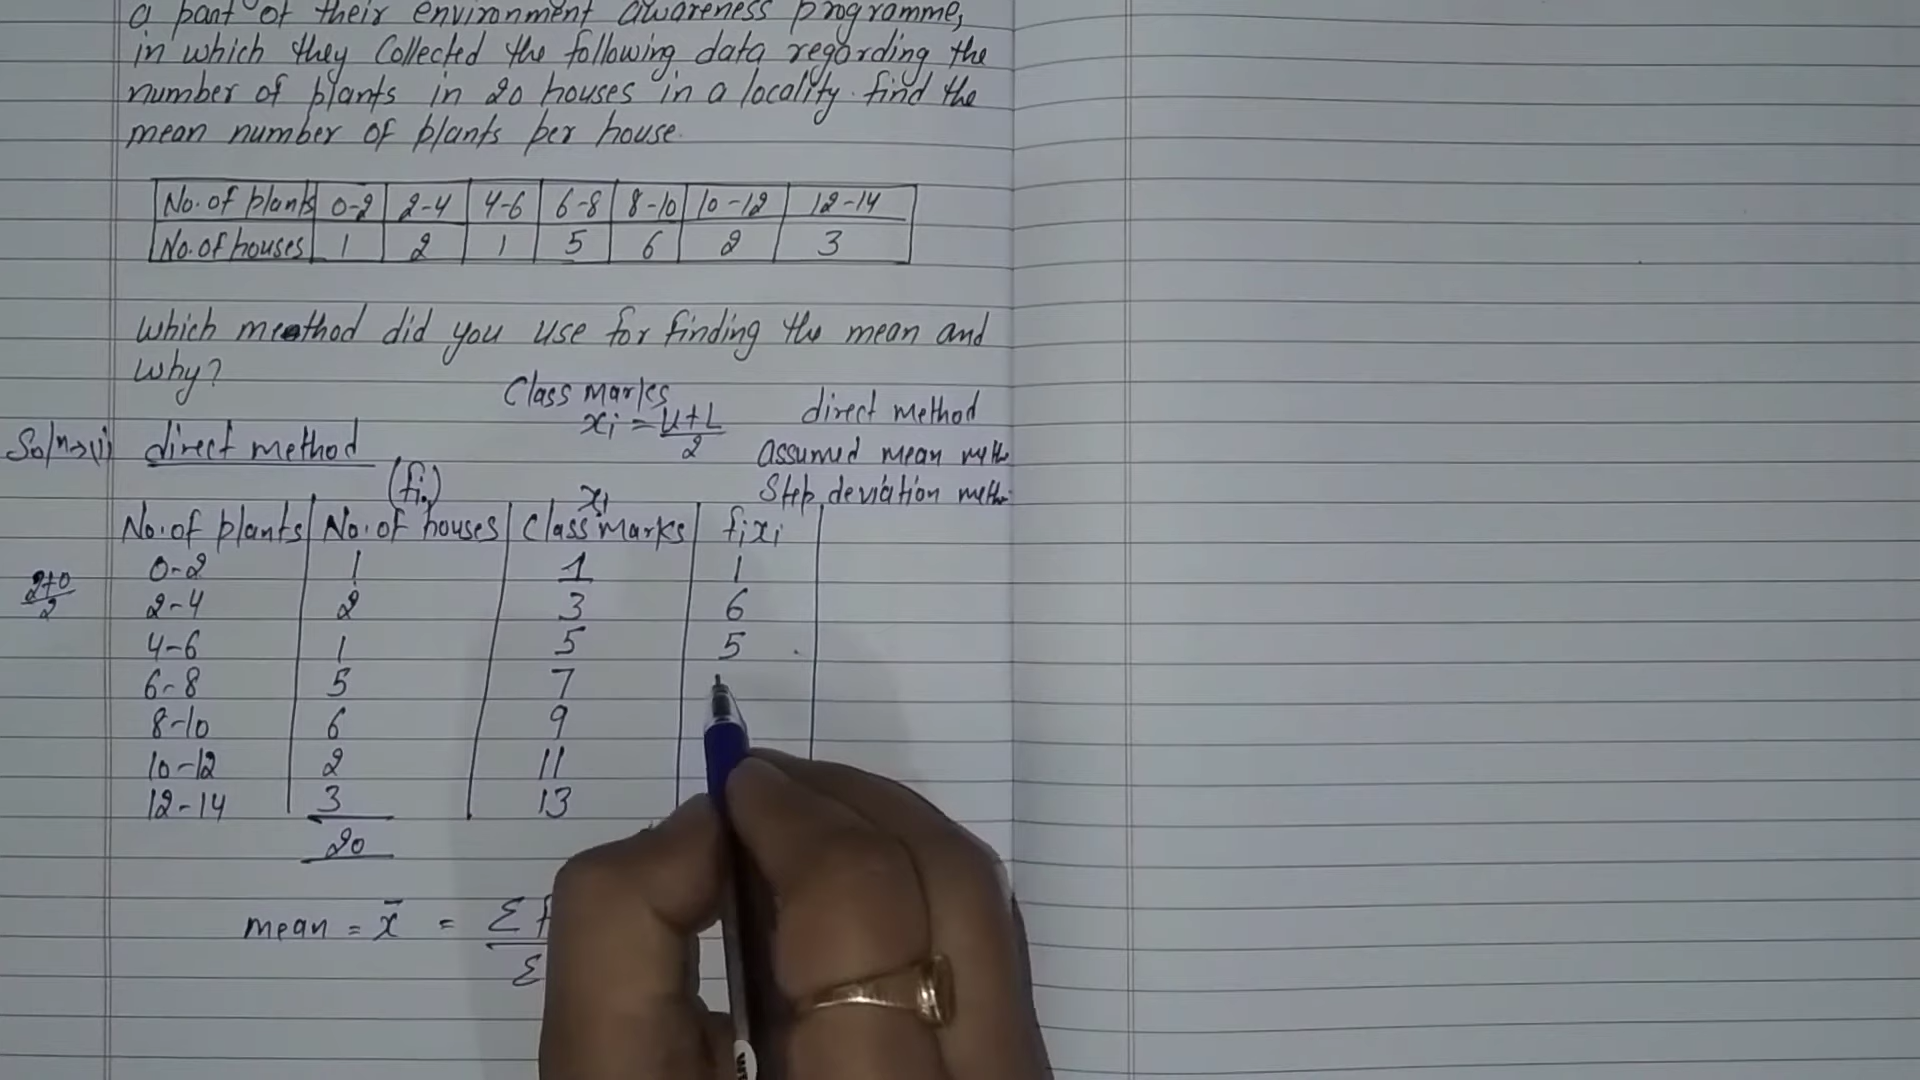 a part of their environment awareness programme,
in which they collected the following data regarding the
number of plants in 20 houses in a locality. find the
mean number of plants per house.
No. of plants 0-2 2-4 4-6 6-8 8-10 10-12 12-14
No. of houses 1 2 1 5 6 2 3
which method did you use for finding the mean and
why?
Class marks
xi = U+L/2
direct method
Soln→(i) direct method
Assumed mean meth
(fi)
xi
Step deviation meth
No. of plants No. of houses Class marks fixi
0-2 1 1 1
2+0/2
2-4 2 3 6
4-6 1 5 5
6-8 5 7
8-10 6 9
10-12 2 11
12-14 3 13
20
mean = x̄ = Σf
Σ